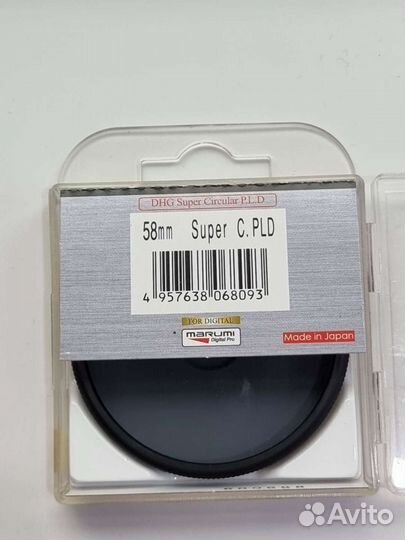 DHG Super Circular P.L.D
58mm Super C.PLD
4 957638 068093
FOR DIGITAL
marumi
Digital Pro
Made in Japan
Avito